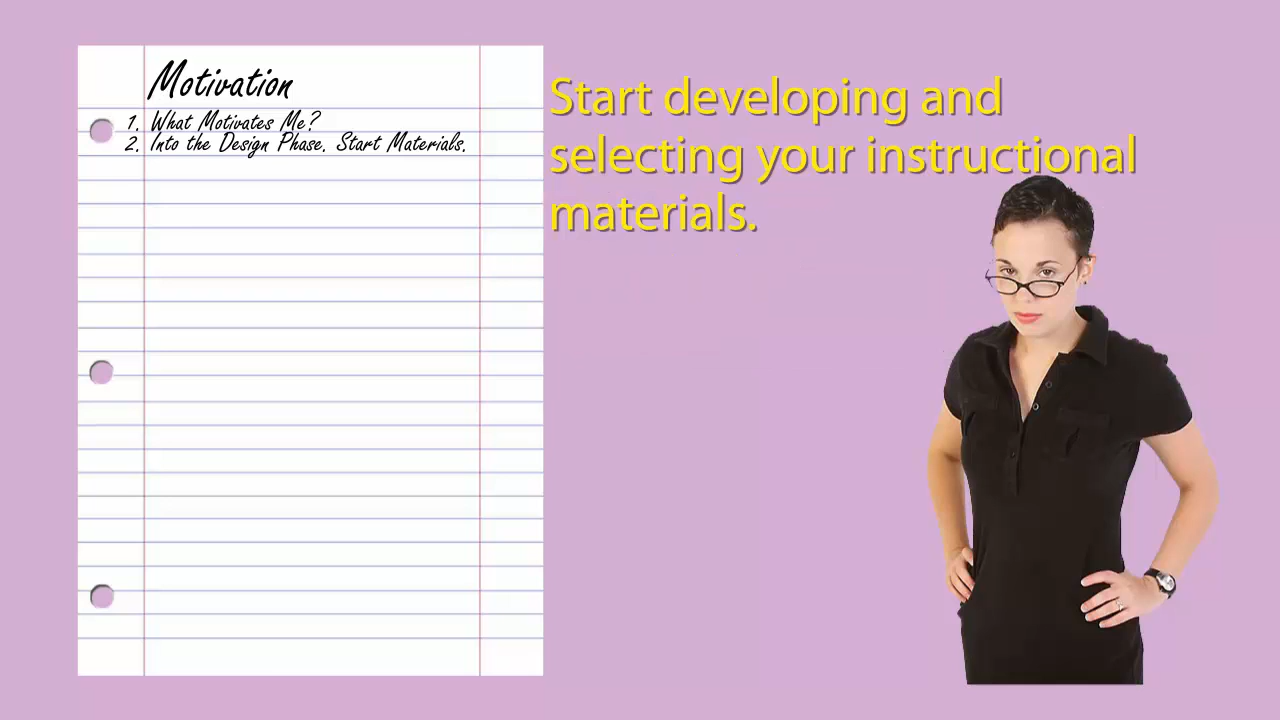 Motivation
1. What Motivates Me?
2. Into the Design Phase. Start Materials.
Start developing and
selecting your instructional
materials.